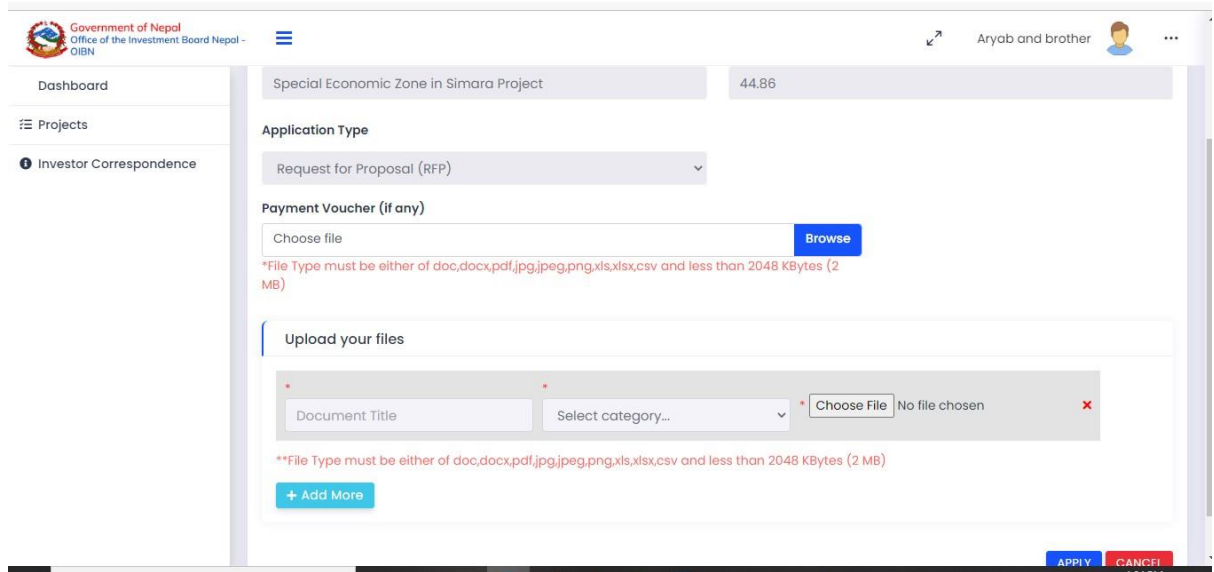 Government of Nepal
Office of the Investment Board Nepal -
OIBN
Aryab and brother
Dashboard
Projects
Investor Correspondence
Special Economic Zone in Simara Project
44.86
Application Type
Request for Proposal (RFP)
Payment Voucher (if any)
Choose file
Browse
*File Type must be either of doc,docx,pdf,jpg,jpeg,png,xls,xlsx,csv and less than 2048 KBytes (2
MB)
Upload your files
*
*
Document Title
Select category...
* Choose File No file chosen
**File Type must be either of doc,docx,pdf,jpg,jpeg,png,xls,xlsx,csv and less than 2048 KBytes (2 MB)
+ Add More
APPLY
CANCEL